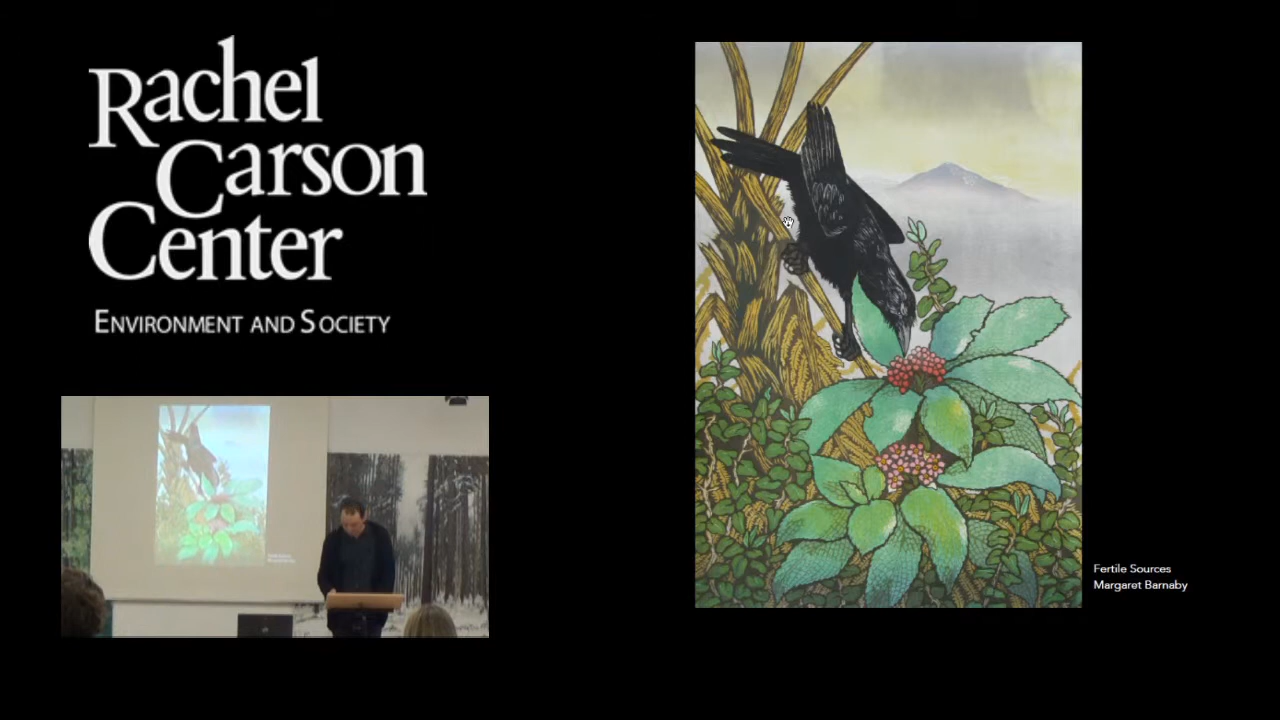 Rachel
Carson
Center
ENVIRONMENT AND SOCIETY
Fertile Sources
Margaret Barnaby